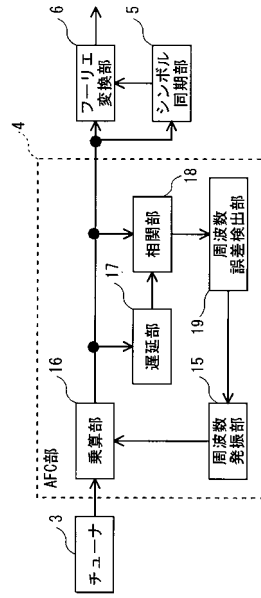 チューナ
3
AFC部
4
乗算部
16
遅延部
17
相関部
18
周波数
発振部
15
周波数
誤差検出部
19
フーリエ
変換部
6
シンボル
同期部
5